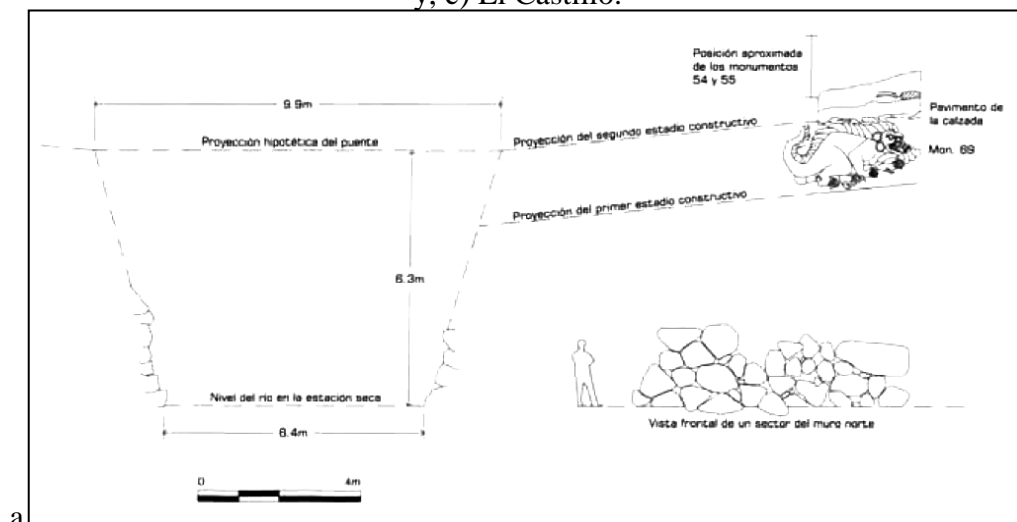 y, c) El Castillo.
Posición aproximada
de los monumentos
54 y 55
9.9m
Pavimento de
la calzada
Proyección hipotética del puente
Proyección del segundo estadio constructivo
Mon. 69
Proyección del primer estadio constructivo
6.3m
Nivel del río en la estación seca
6.4m
Vista frontal de un sector del muro norte
0 4m
a